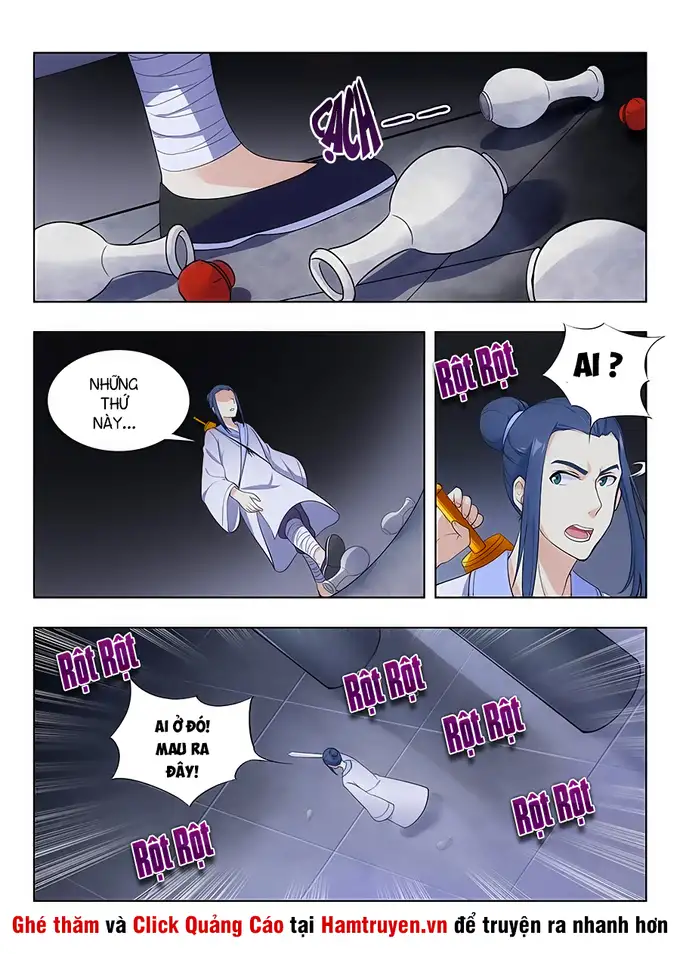 CẠCH
NHỮNG
THỨ
NÀY...
RỘT RỘT
AI ?
RỘT RỘT
RỘT RỘT
RỘT RỘT
AI Ở ĐÓ!
MAU RA
ĐÂY!
RỘT RỘT
RỘT RỘT
RỘT RỘT
Ghé thăm và Click Quảng Cáo tại Hamtruyen.vn để truyện ra nhanh hơn